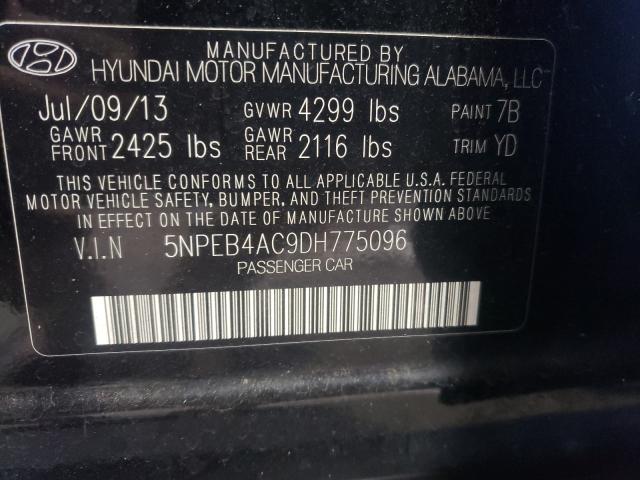 MANUFACTURED BY
HYUNDAI MOTOR MANUFACTURING ALABAMA, LLC
Jul/09/13 GVWR 4299 lbs PAINT 7B
GAWR FRONT 2425 lbs GAWR REAR 2116 lbs TRIM YD
THIS VEHICLE CONFORMS TO ALL APPLICABLE U.S.A. FEDERAL
MOTOR VEHICLE SAFETY, BUMPER, AND THEFT PREVENTION STANDARDS
IN EFFECT ON THE DATE OF MANUFACTURE SHOWN ABOVE
V.I.N 5NPEB4AC9DH775096
PASSENGER CAR